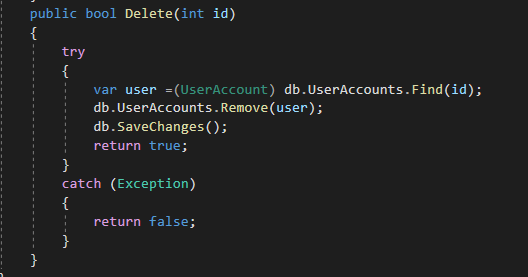 public bool Delete(int id)
{
try
{
var user =(UserAccount) db.UserAccounts.Find(id);
db.UserAccounts.Remove(user);
db.SaveChanges();
return true;
}
catch (Exception)
{
return false;
}
}